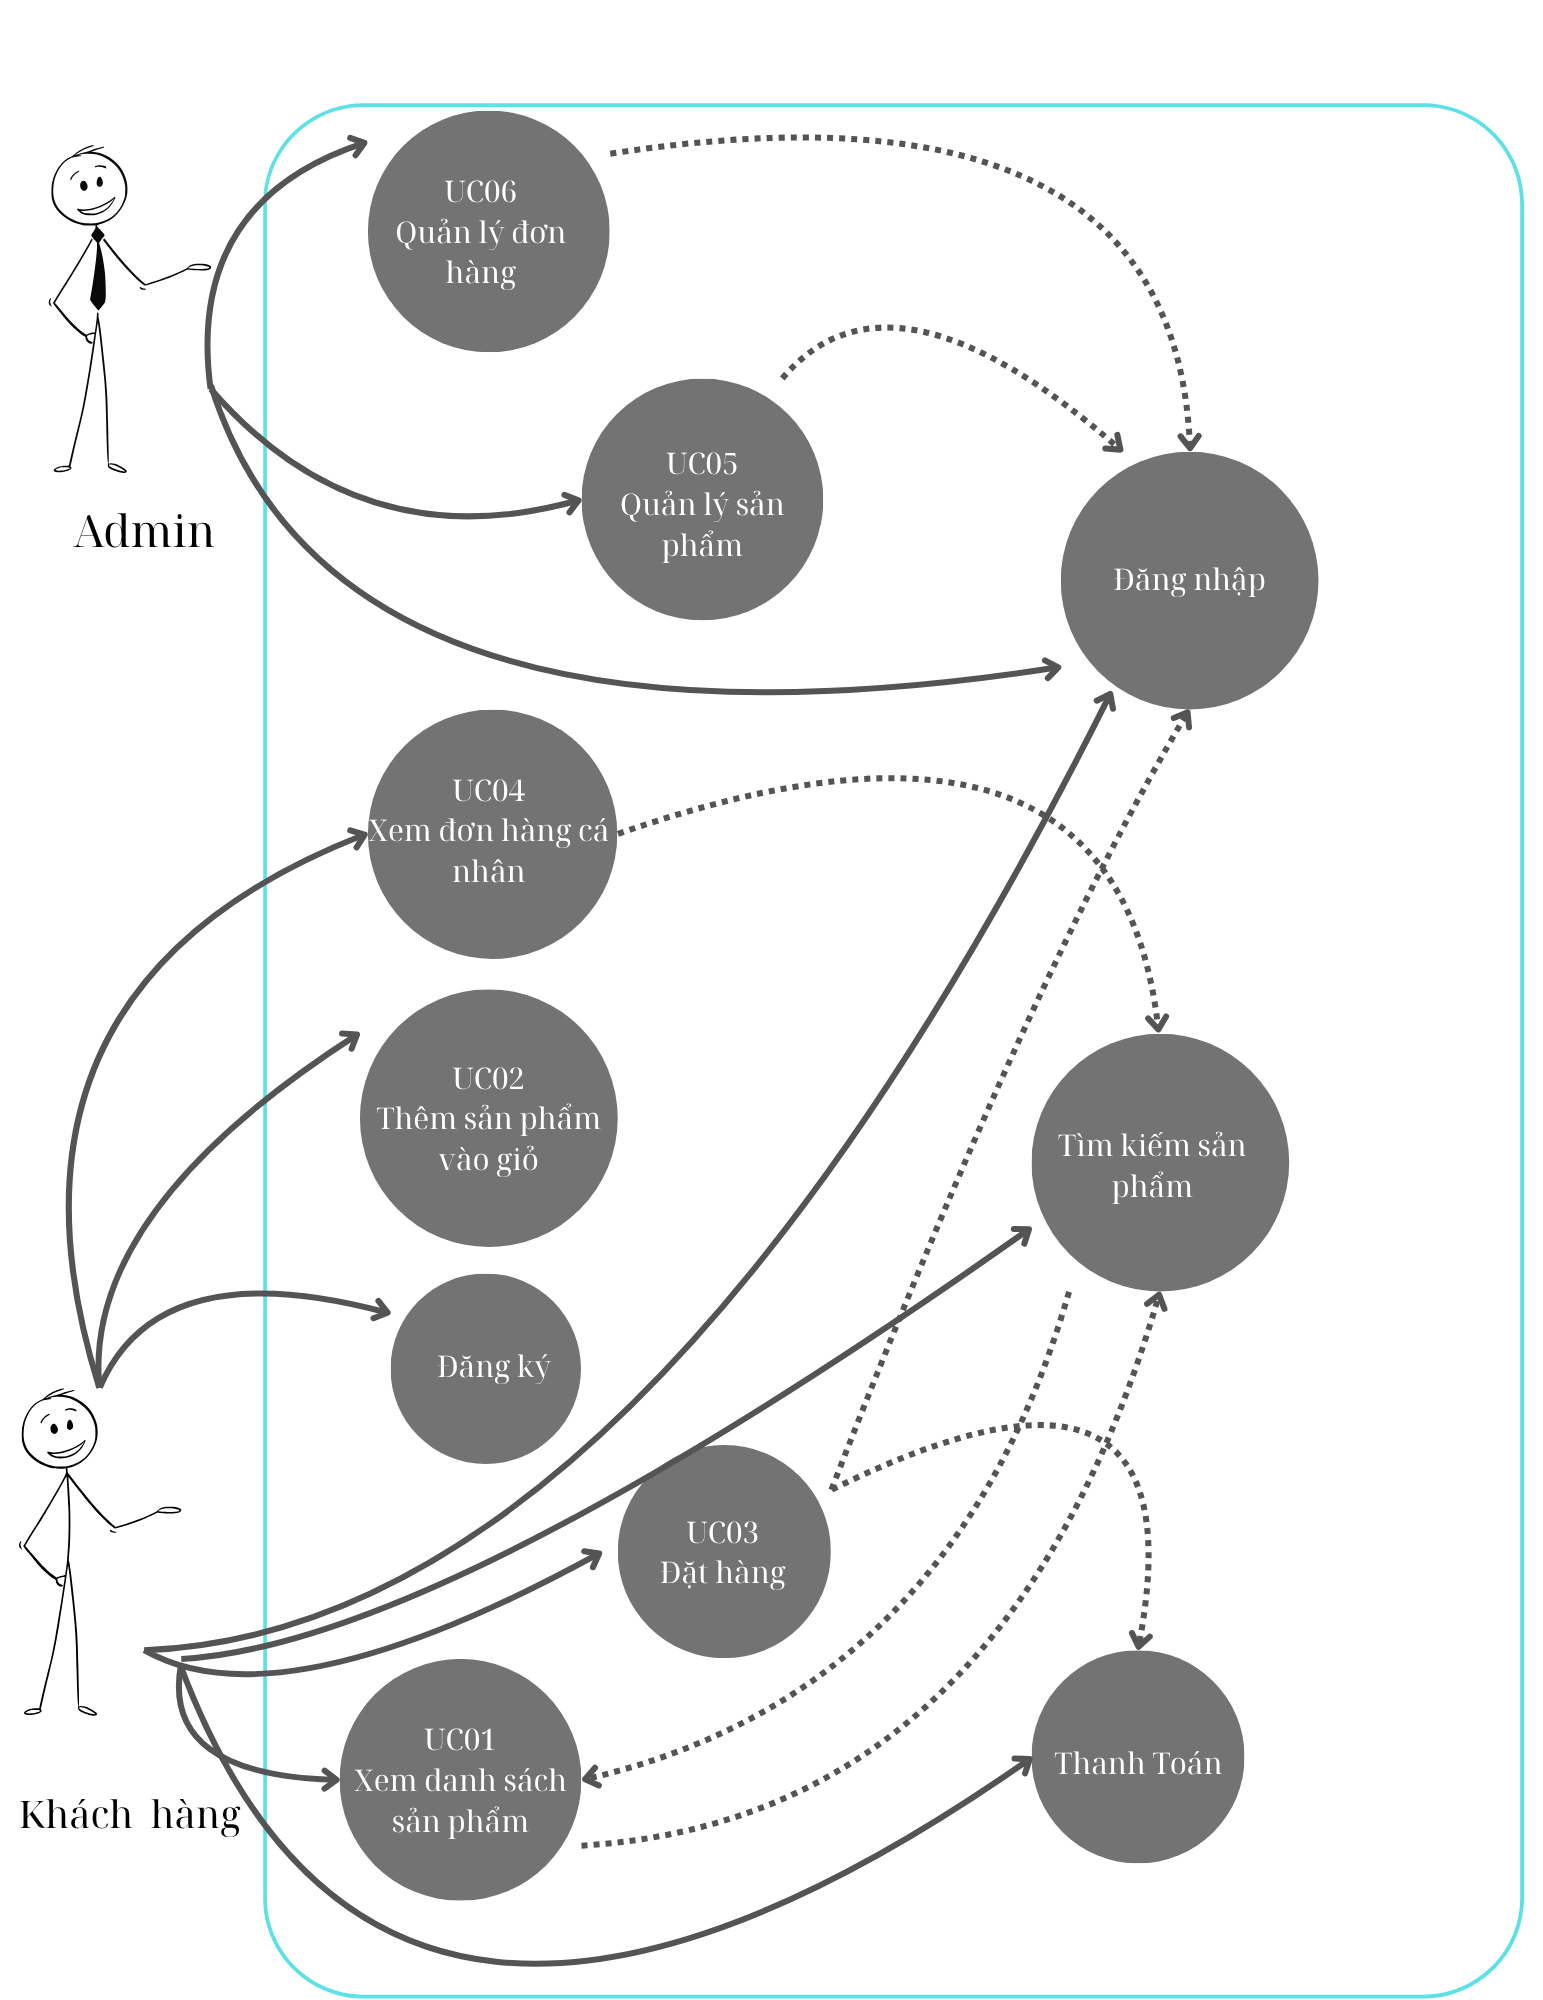 UC06
Quản lý đơn
hàng
UC05
Quản lý sản
phẩm
Admin
Đăng nhập
UC04
Xem đơn hàng cá
nhân
UC02
Thêm sản phẩm
vào giỏ
Tìm kiếm sản
phẩm
Đăng ký
UC03
Đặt hàng
UC01
Xem danh sách
sản phẩm
Thanh Toán
Khách hàng